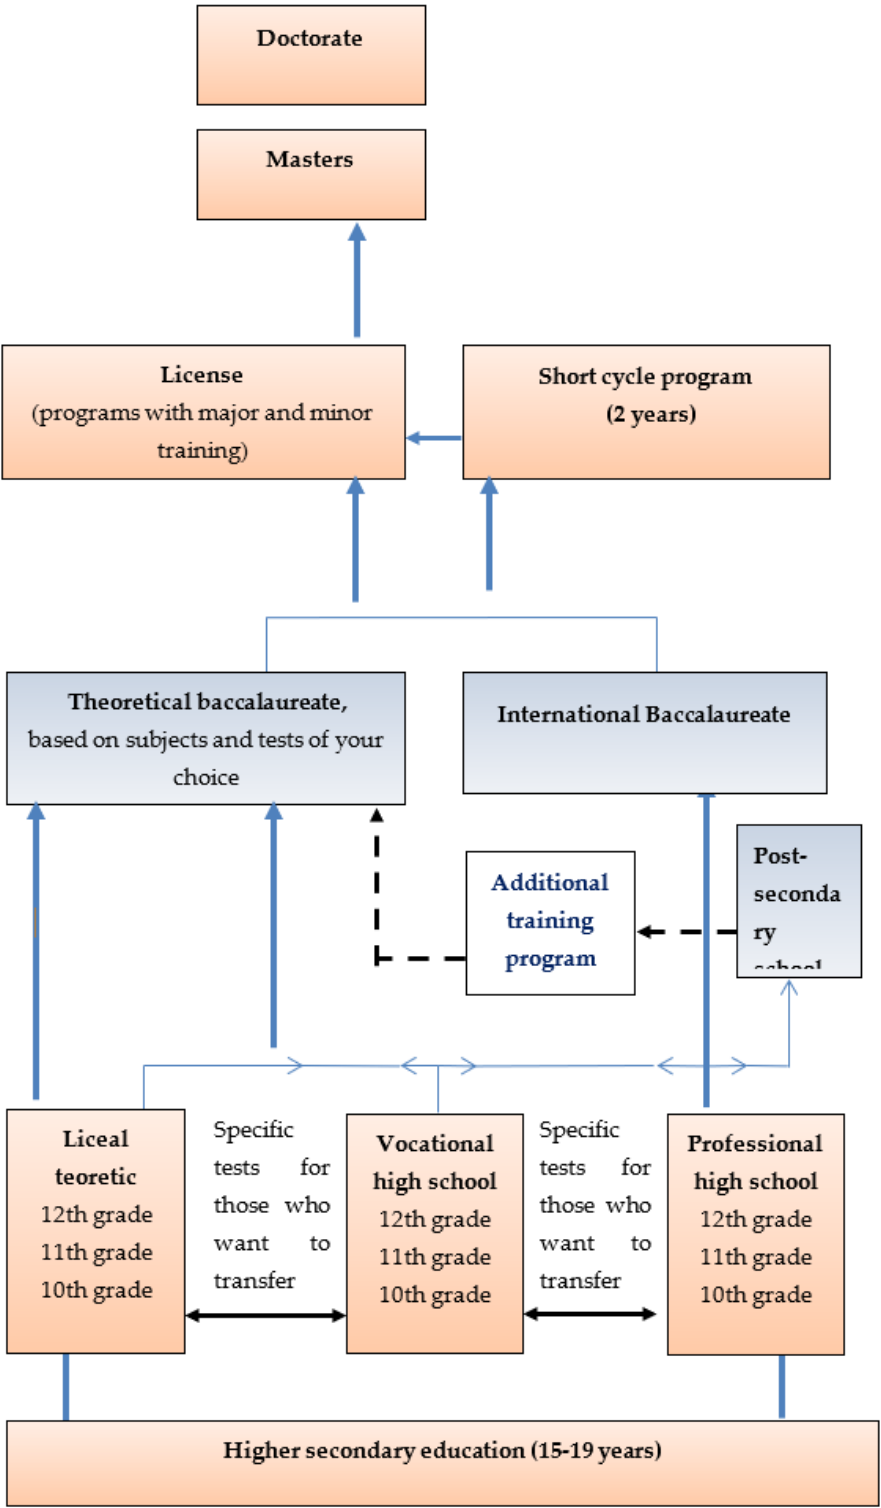 Doctorate
Masters
License
(programs with major and minor
training)
Short cycle program
(2 years)
Theoretical baccalaureate,
based on subjects and tests of your
choice
International Baccalaureate
Post-
seconda
ry
school
Additional
training
program
Liceal
teoretic
12th grade
11th grade
10th grade
Specific
tests for
those who
want to
transfer
Vocational
high school
12th grade
11th grade
10th grade
Specific
tests for
those who
want to
transfer
Professional
high school
12th grade
11th grade
10th grade
Higher secondary education (15-19 years)